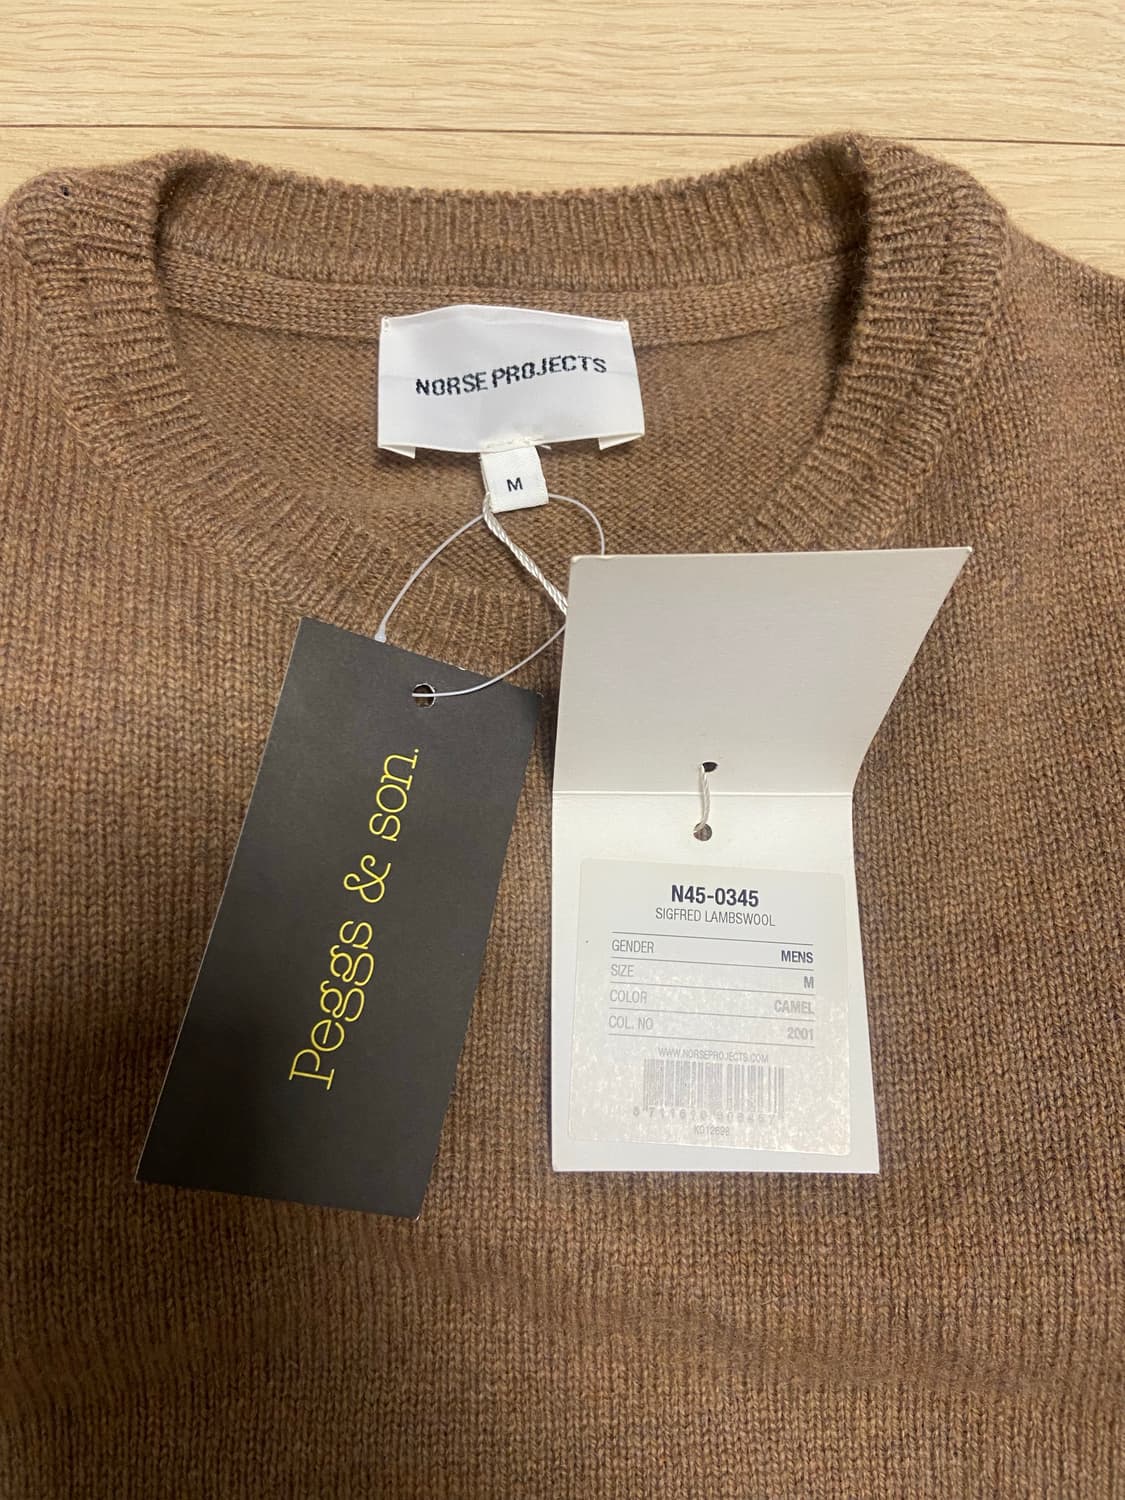 NORSE PROJECTS
M
Peggs & son.
N45-0345
SIGFRED LAMBSWOOL
GENDER MENS
SIZE M
COLOR CAMEL
COL. NO 2001
WWW.NORSEPROJECTS.COM